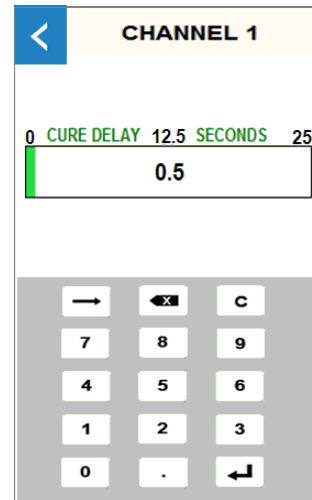 CHANNEL 1
0 CURE DELAY 12.5 SECONDS 25
0.5
→ X C
7 8 9
4 5 6
1 2 3
0 .